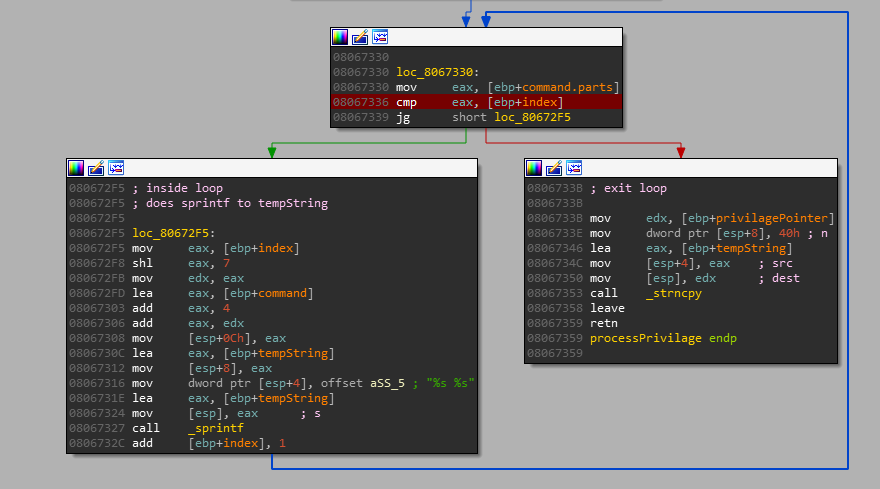 08067330
08067330 loc_8067330:
08067330 mov eax, [ebp+command.parts]
08067336 cmp eax, [ebp+index]
08067339 jg short loc_80672F5
080672F5 ; inside loop
080672F5 ; does sprintf to tempString
080672F5
080672F5 loc_80672F5:
080672F5 mov eax, [ebp+index]
080672F8 shl eax, 7
080672FB mov edx, eax
080672FD lea eax, [ebp+command]
08067303 add eax, 4
08067306 add eax, edx
08067308 mov [esp+0Ch], eax
0806730C lea eax, [ebp+tempString]
08067312 mov [esp+8], eax
08067316 mov dword ptr [esp+4], offset aSS_5 ; "%s %s"
0806731E lea eax, [ebp+tempString]
08067324 mov [esp], eax ; s
08067327 call _sprintf
0806732C add [ebp+index], 1
0806733B ; exit loop
0806733B
0806733B mov edx, [ebp+privilagePointer]
0806733E mov dword ptr [esp+8], 40h ; n
08067346 lea eax, [ebp+tempString]
0806734C mov [esp+4], eax ; src
08067350 mov [esp], edx ; dest
08067353 call _strncpy
08067358 leave
08067359 retn
08067359 processPrivilage endp
08067359